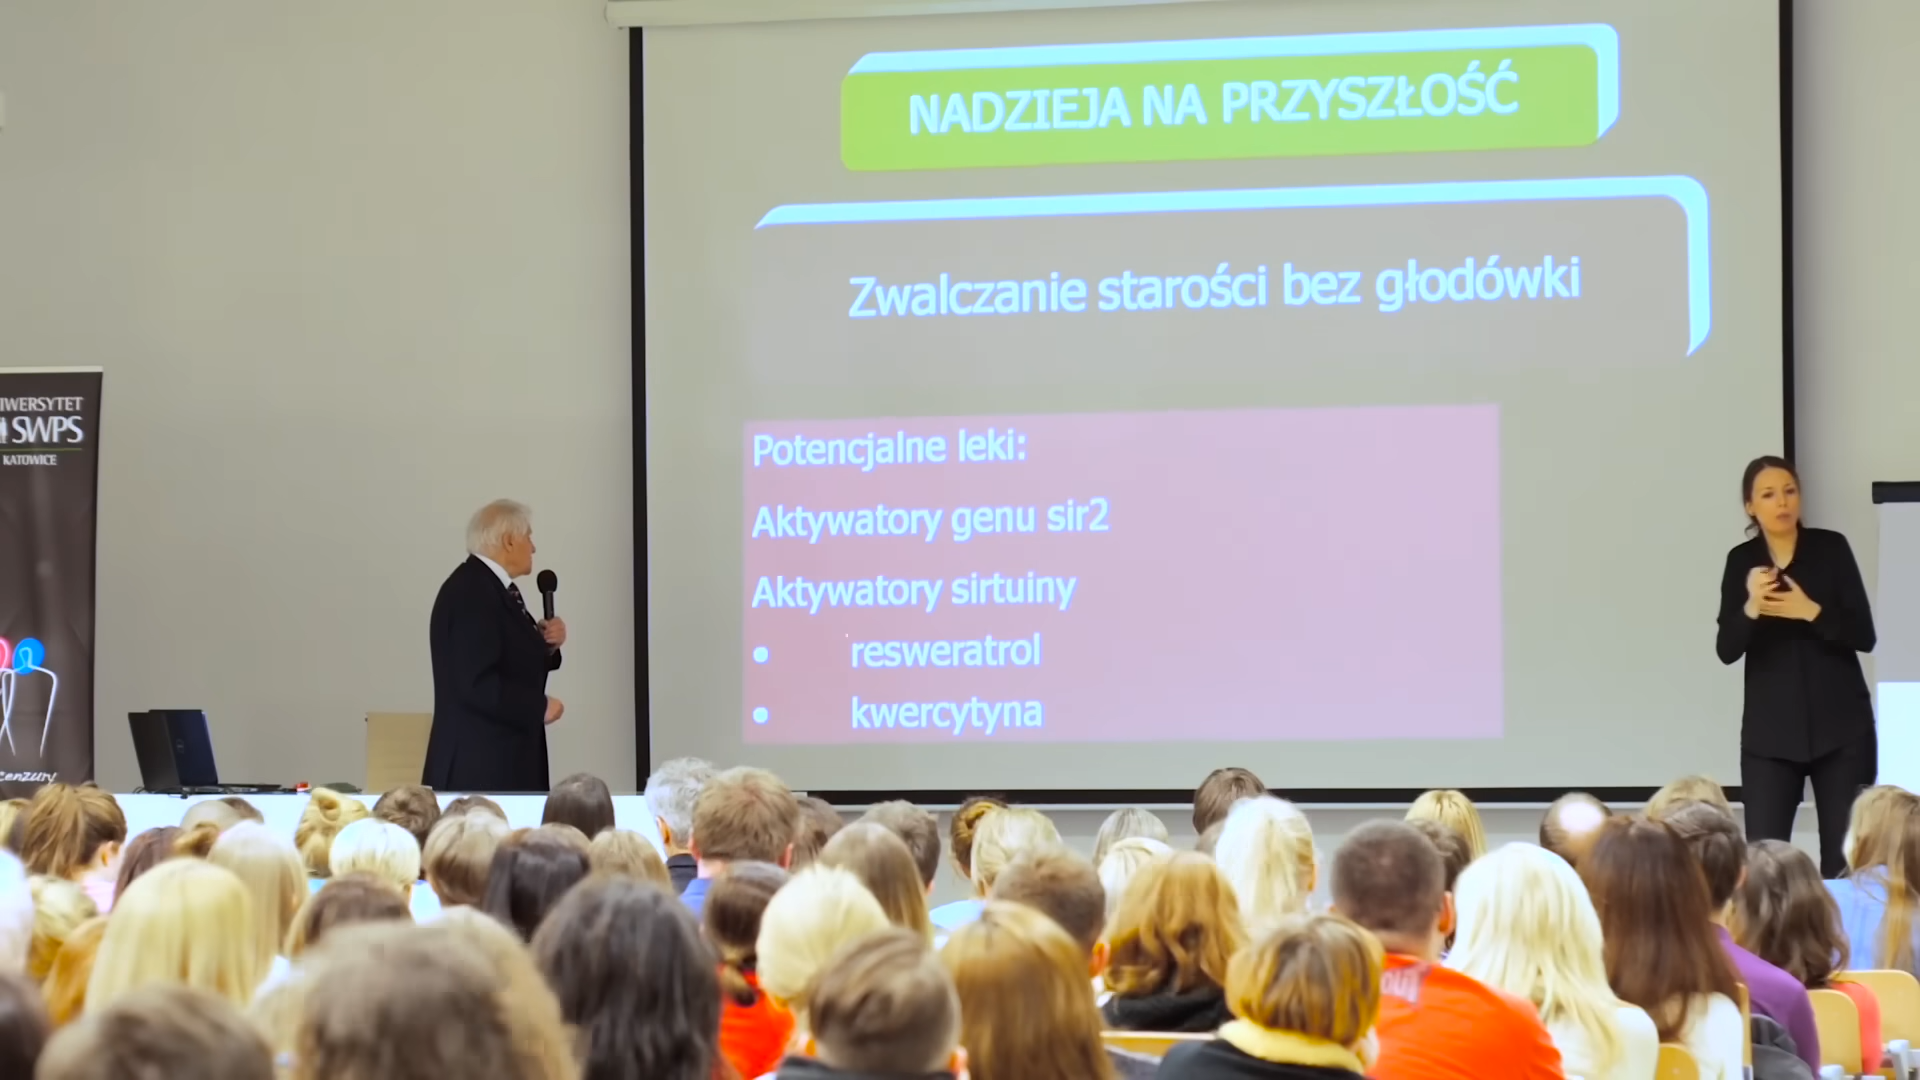 NADZIEJA NA PRZYSZŁOŚĆ
Zwalczanie starości bez głodówki
Potencjalne leki:
Aktywatory genu sir2
Aktywatory sirtuiny
• resweratrol
• kwercytyna
IWERSYTET
SWPS
KATOWICE
cenzury